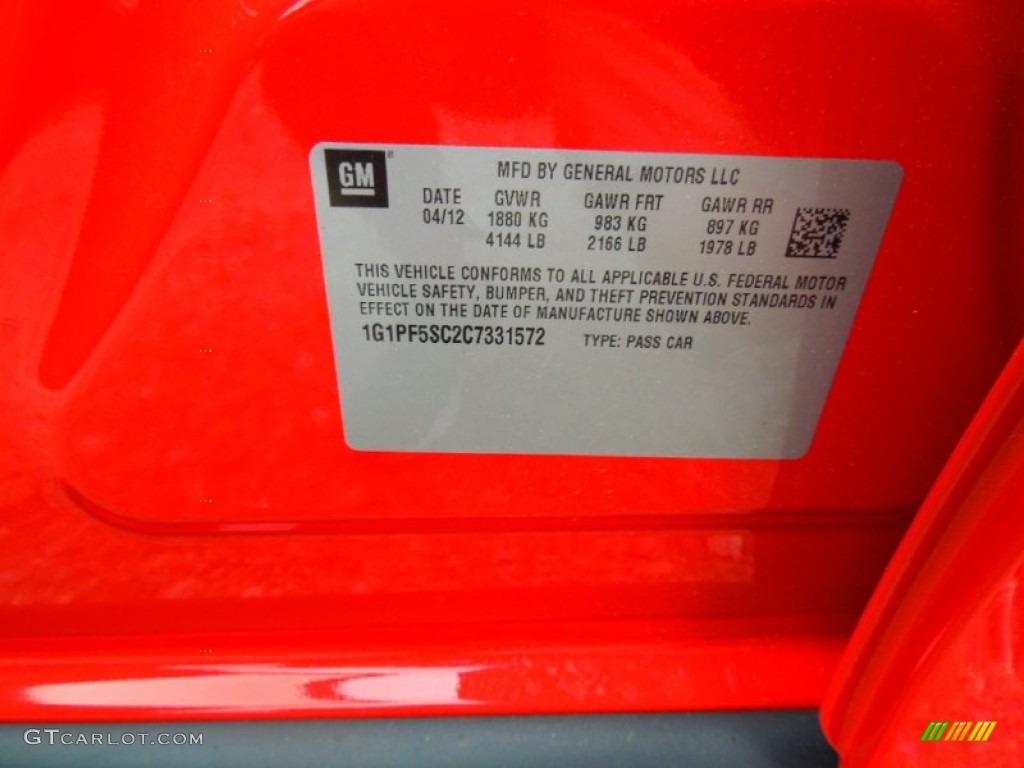 GM
MFD BY GENERAL MOTORS LLC
DATE GVWR GAWR FRT GAWR RR
04/12 1880 KG 983 KG 897 KG
4144 LB 2166 LB 1978 LB
THIS VEHICLE CONFORMS TO ALL APPLICABLE U.S. FEDERAL MOTOR
VEHICLE SAFETY, BUMPER, AND THEFT PREVENTION STANDARDS IN
EFFECT ON THE DATE OF MANUFACTURE SHOWN ABOVE.
1G1PF5SC2C7331572 TYPE: PASS CAR
GTCARLOT.COM